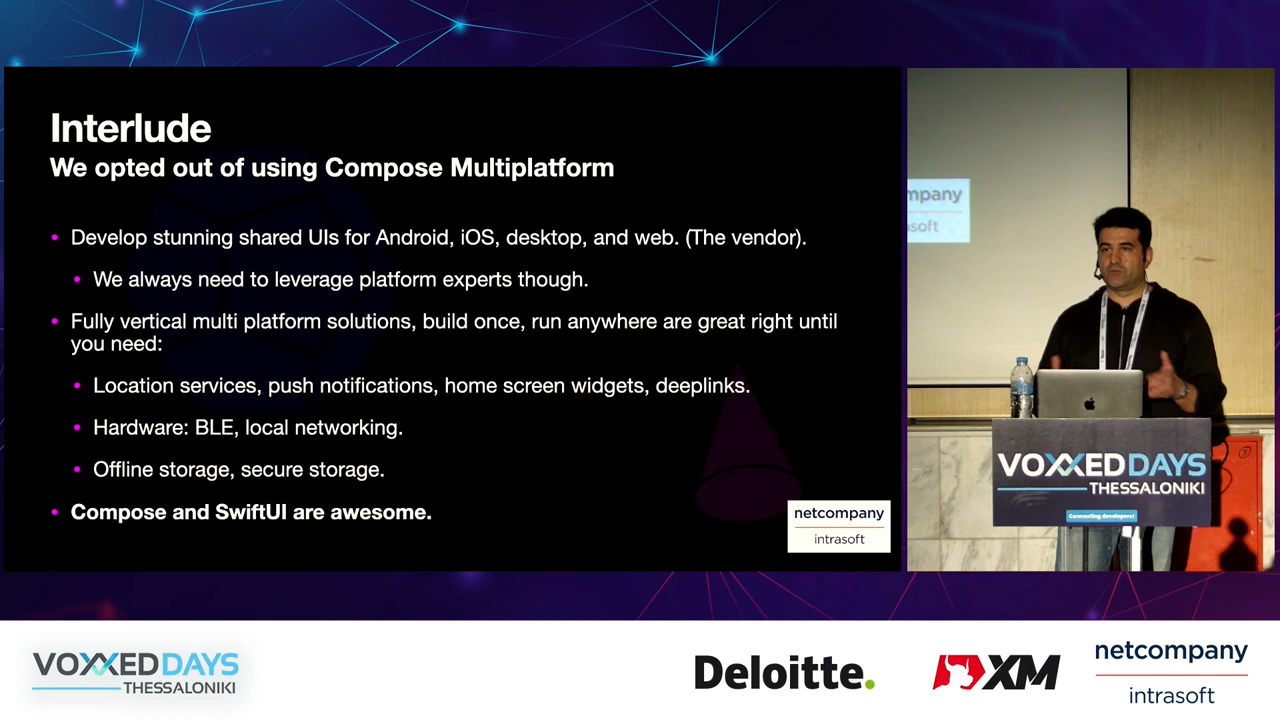 Interlude
We opted out of using Compose Multiplatform
• Develop stunning shared UIs for Android, iOS, desktop, and web. (The vendor).
• We always need to leverage platform experts though.
• Fully vertical multi platform solutions, build once, run anywhere are great right until
you need:
• Location services, push notifications, home screen widgets, deeplinks.
• Hardware: BLE, local networking.
• Offline storage, secure storage.
• Compose and SwiftUI are awesome.
netcompany
intrasoft
mpany
soft
VOXXED DAYS
THESSALONIKI
Connecting developers!
VOXXED DAYS
THESSALONIKI
Deloitte.
XM
netcompany
intrasoft